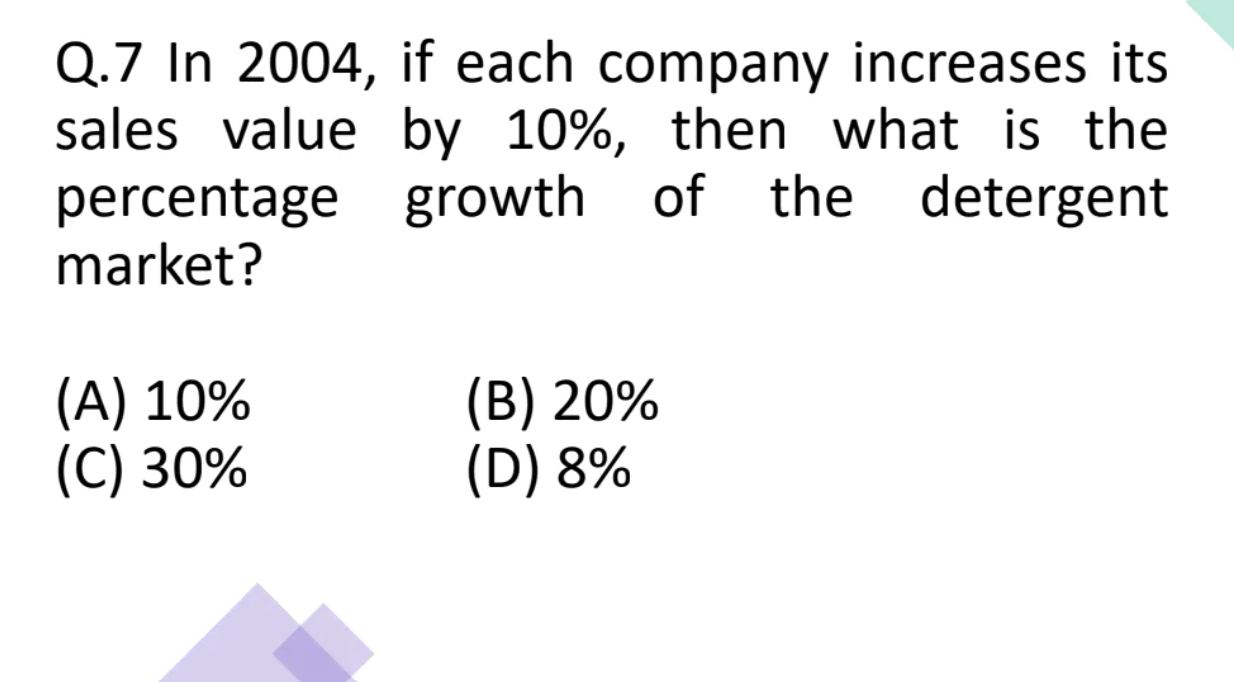 Q.7 In 2004, if each company increases its
sales value by 10%, then what is the
percentage growth of the detergent
market?
(A) 10% (B) 20%
(C) 30% (D) 8%